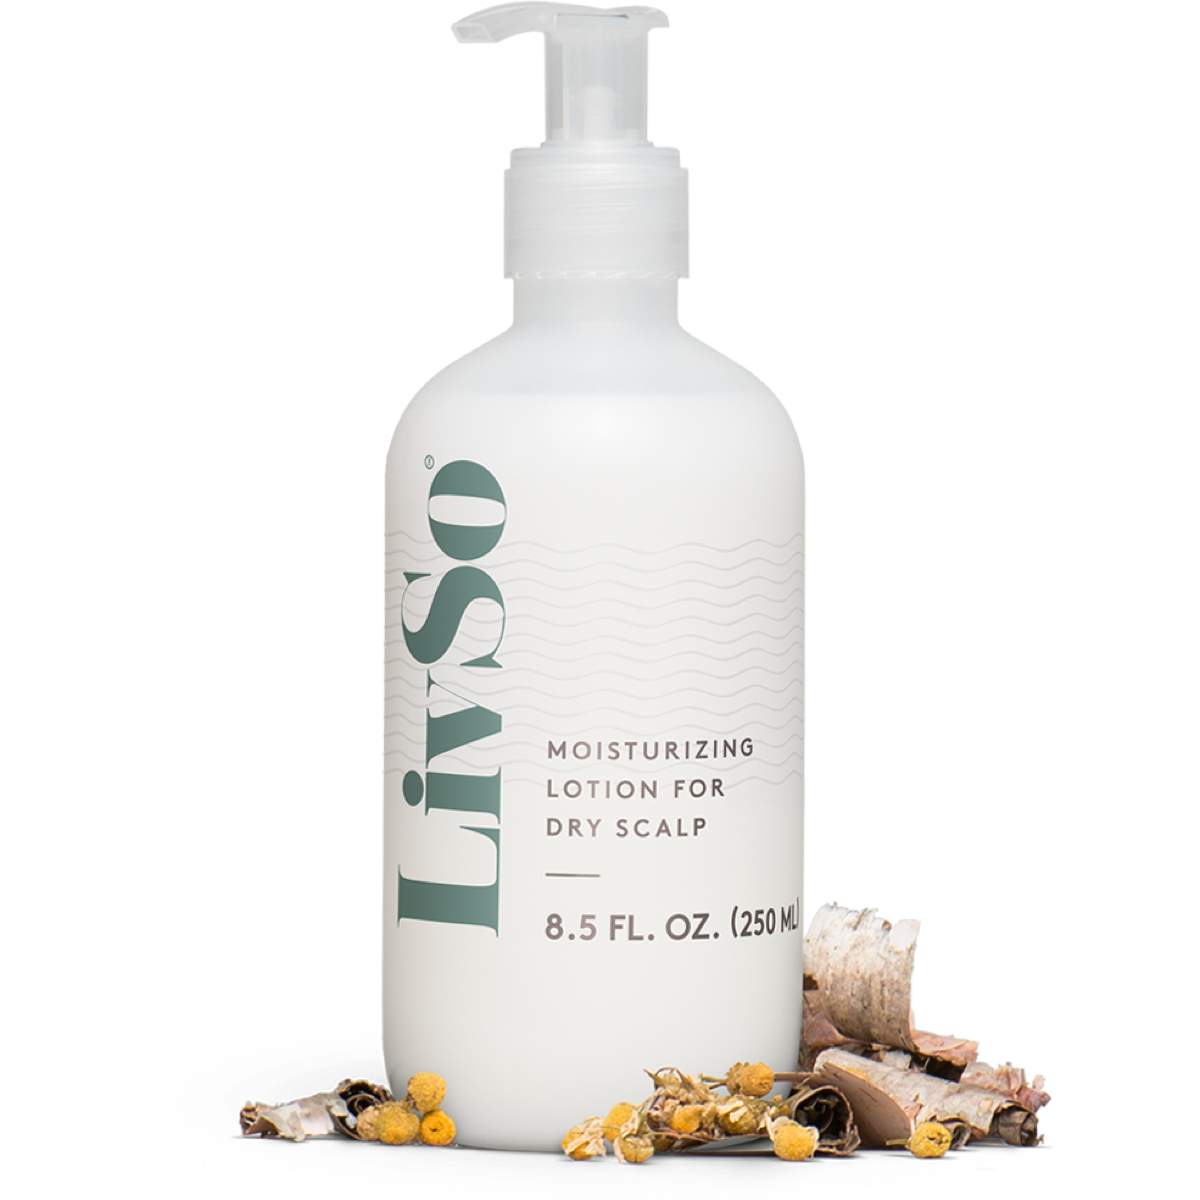 LivSo®
MOISTURIZING
LOTION FOR
DRY SCALP
8.5 FL. OZ. (250 ML)